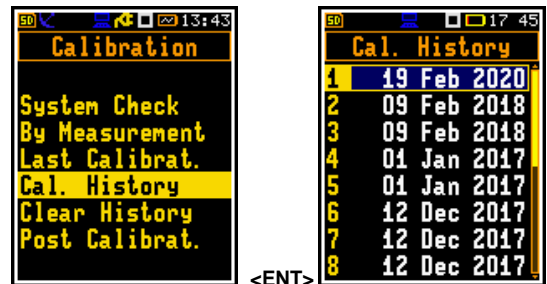 SD 13:43
Calibration
System Check
By Measurement
Last Calibrat.
Cal. History
Clear History
Post Calibrat.
<ENT>
SD 17 45
Cal. History
1 19 Feb 2020
2 09 Feb 2018
3 09 Feb 2018
4 01 Jan 2017
5 01 Jan 2017
6 12 Dec 2017
7 12 Dec 2017
8 12 Dec 2017